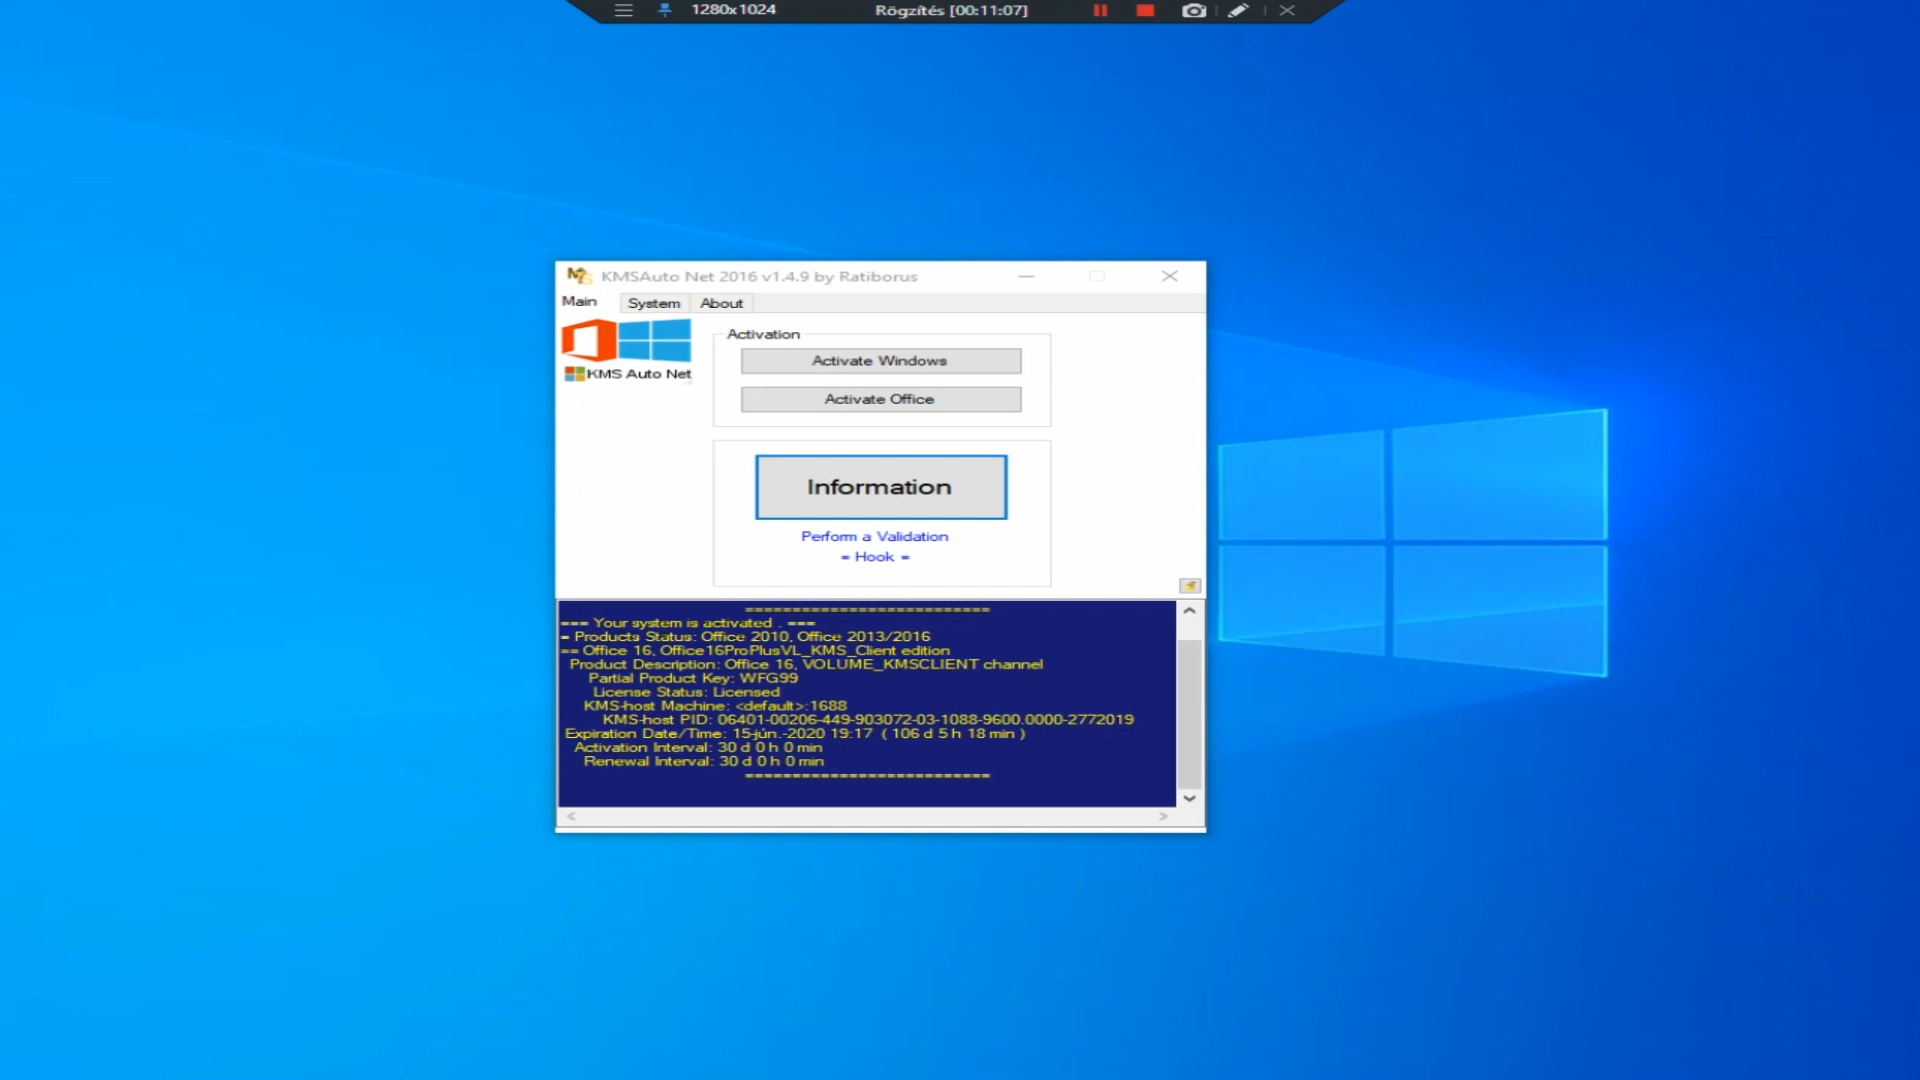 1280x1024 Rögzítés [00:11:07]
KMSAuto Net 2016 v1.4.9 by Ratiborus
Main System About
Activation
Activate Windows
KMS Auto Net
Activate Office
Information
Perform a Validation
= Hook =
==========================
=== Your system is activated . ===
= Products Status: Office 2010, Office 2013/2016
== Office 16, Office16ProPlusVL_KMS_Client edition
Product Description: Office 16, VOLUME_KMSCLIENT channel
Partial Product Key: WFG99
License Status: Licensed
KMS-host Machine: <default>:1688
KMS-host PID: 06401-00206-449-903072-03-1088-9600.0000-2772019
Expiration Date/Time: 15-jún.-2020 19:17 ( 106 d 5 h 18 min )
Activation Interval: 30 d 0 h 0 min
Renewal Interval: 30 d 0 h 0 min
==========================